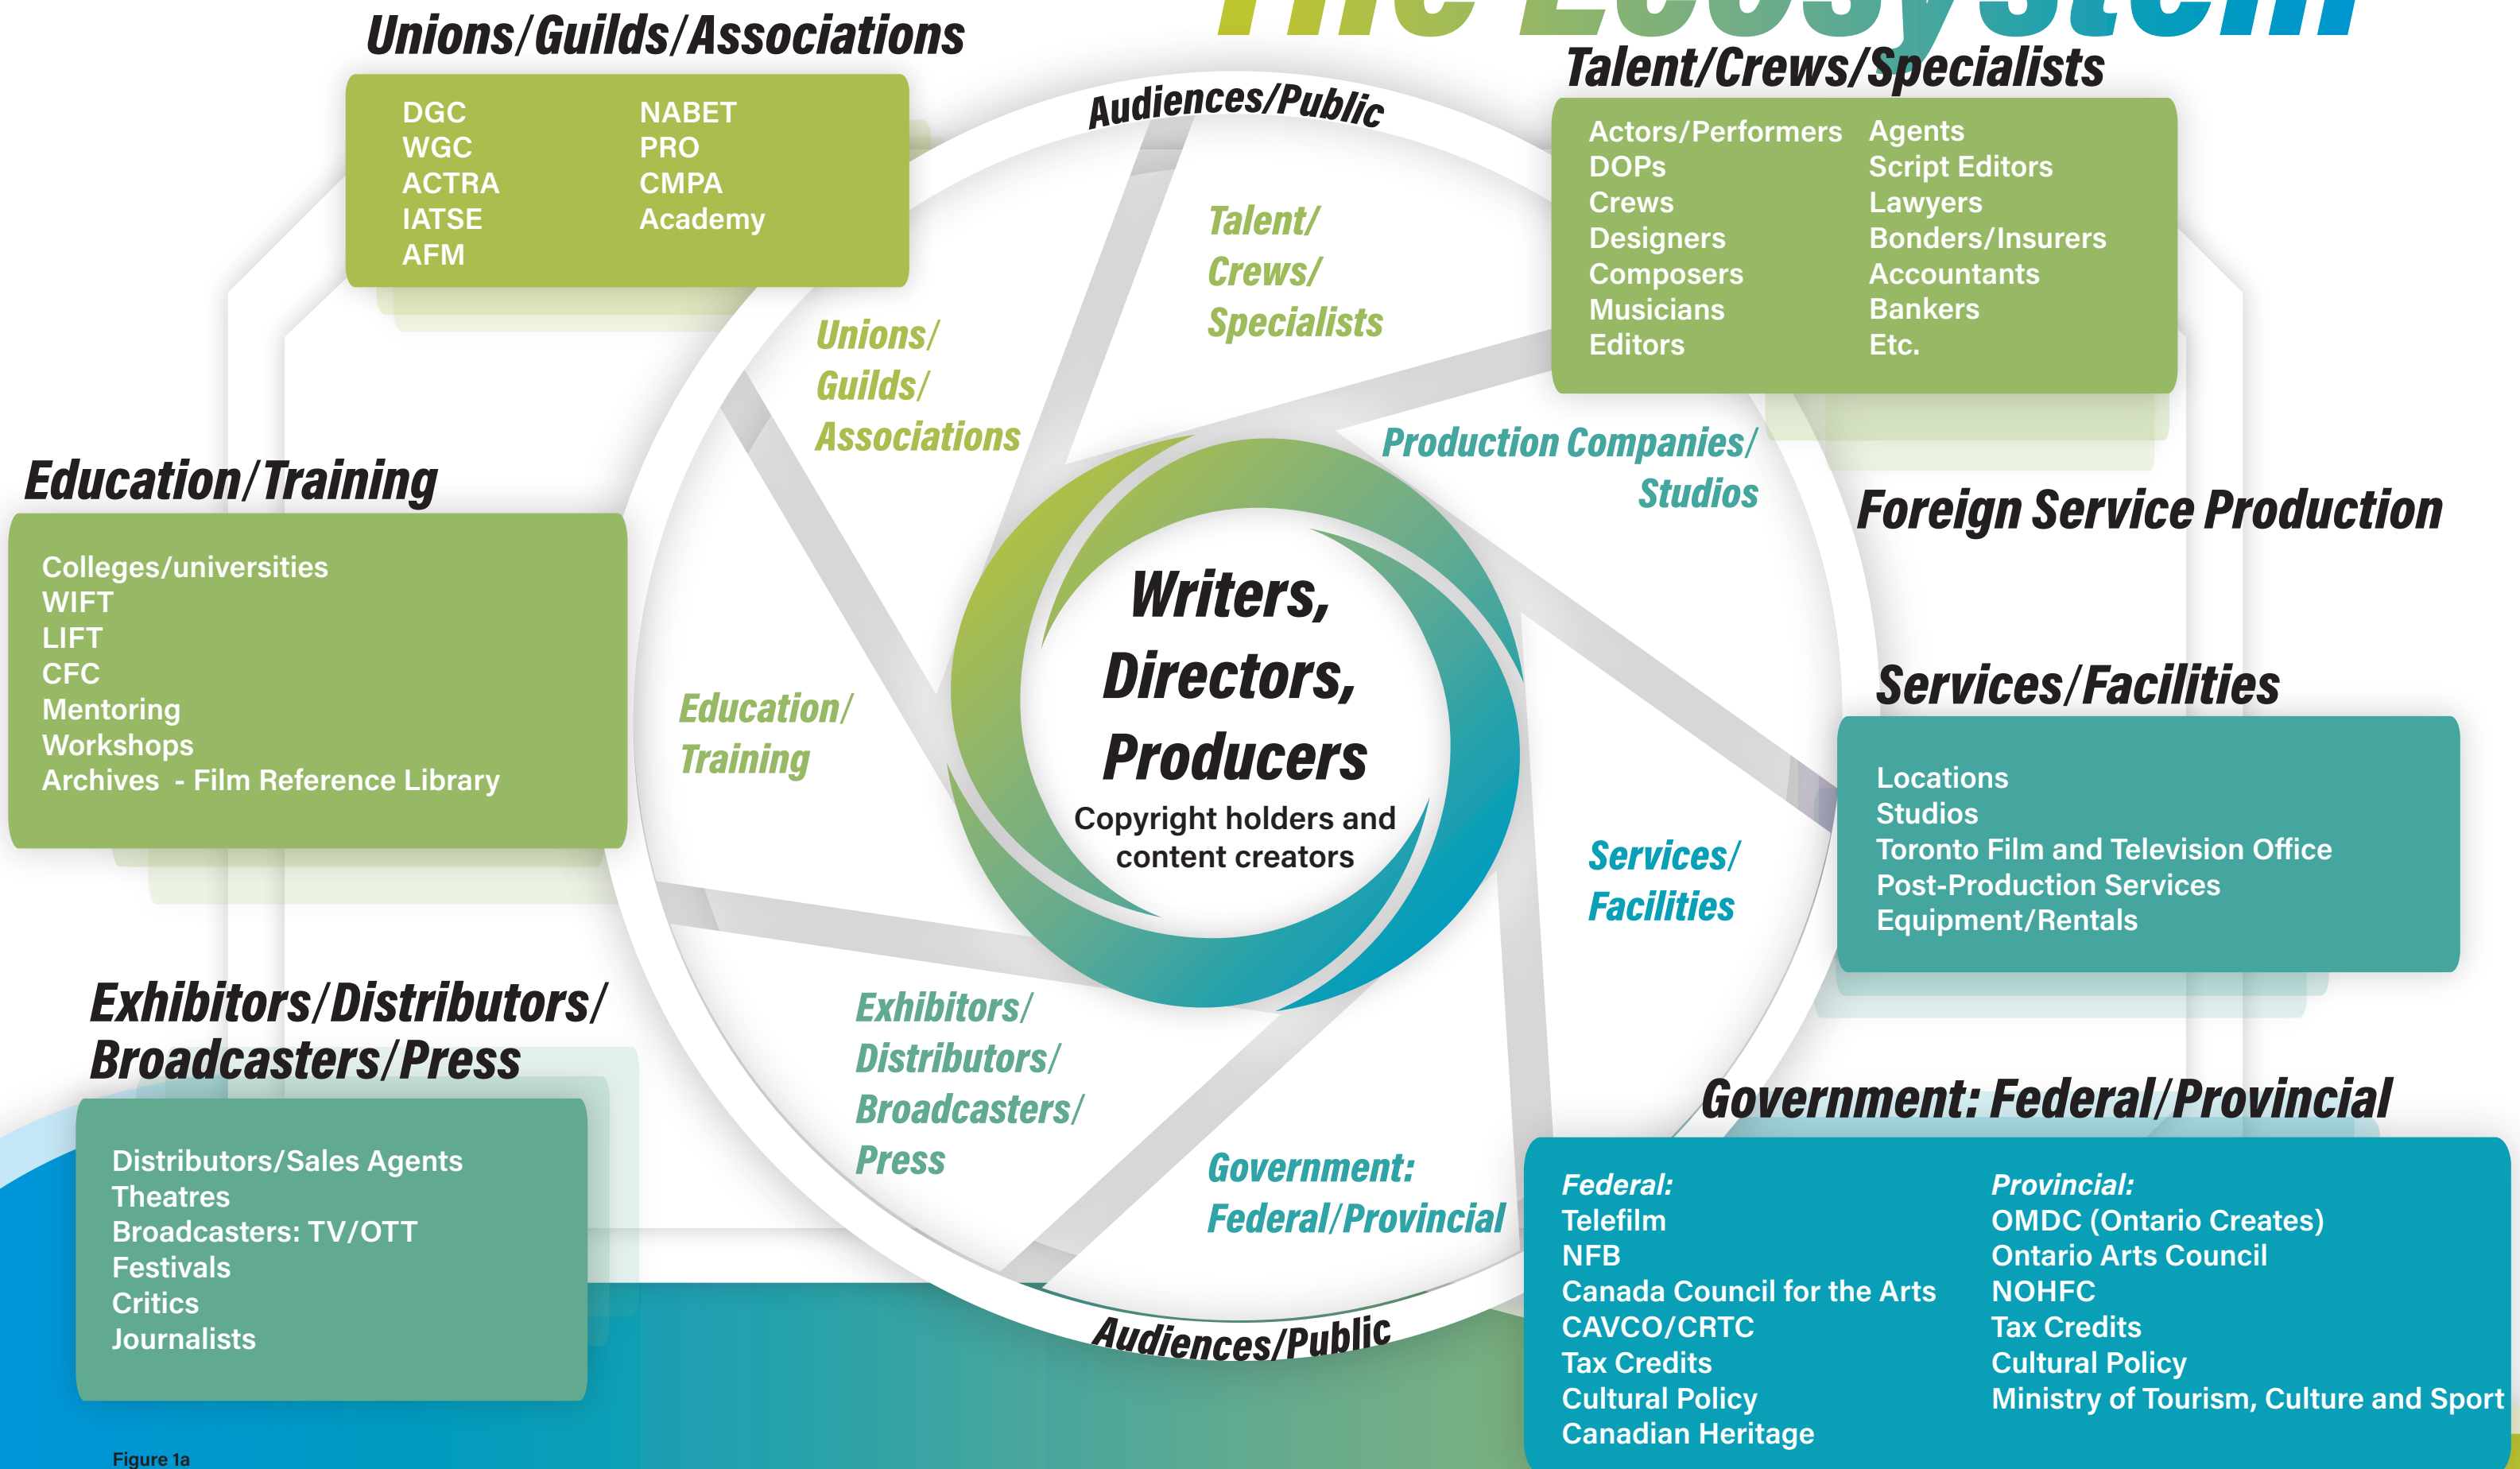 The Ecosystem
Unions/Guilds/Associations
DGC
WGC
ACTRA
IATSE
AFM
NABET
PRO
CMPA
Academy
Talent/Crews/Specialists
Actors/Performers
DOPs
Crews
Designers
Composers
Musicians
Editors
Agents
Script Editors
Lawyers
Bonders/Insurers
Accountants
Bankers
Etc.
Audiences/Public
Talent/
Crews/
Specialists
Unions/
Guilds/
Associations
Production Companies/
Studios
Education/
Training
Writers,
Directors,
Producers
Copyright holders and
content creators
Services/
Facilities
Exhibitors/
Distributors/
Broadcasters/
Press
Government:
Federal/Provincial
Audiences/Public
Education/Training
Colleges/universities
WIFT
LIFT
CFC
Mentoring
Workshops
Archives  - Film Reference Library
Foreign Service Production
Services/Facilities
Locations
Studios
Toronto Film and Television Office
Post-Production Services
Equipment/Rentals
Exhibitors/Distributors/
Broadcasters/Press
Distributors/Sales Agents
Theatres
Broadcasters: TV/OTT
Festivals
Critics
Journalists
Government: Federal/Provincial
Federal:
Telefilm
NFB
Canada Council for the Arts
CAVCO/CRTC
Tax Credits
Cultural Policy
Canadian Heritage
Provincial:
OMDC (Ontario Creates)
Ontario Arts Council
NOHFC
Tax Credits
Cultural Policy
Ministry of Tourism, Culture and Sport
Figure 1a